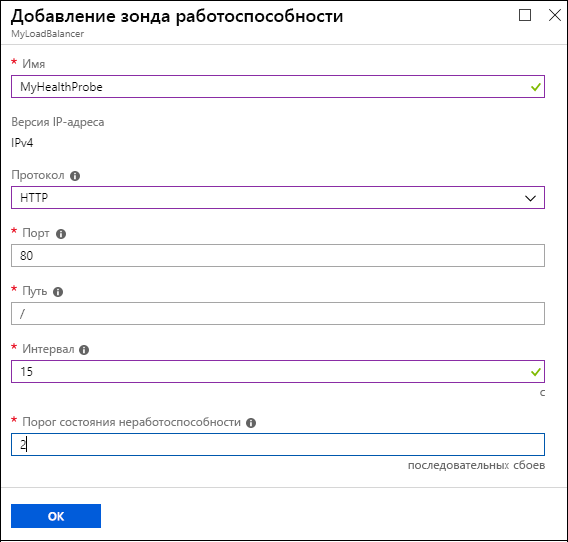 Добавление зонда работоспособности
MyLoadBalancer
* Имя
MyHealthProbe
Версия IP-адреса
IPv4
Протокол
HTTP
* Порт
80
* Путь
/
* Интервал
15
с
* Порог состояния неработоспособности
2
последовательных сбоев
ОК